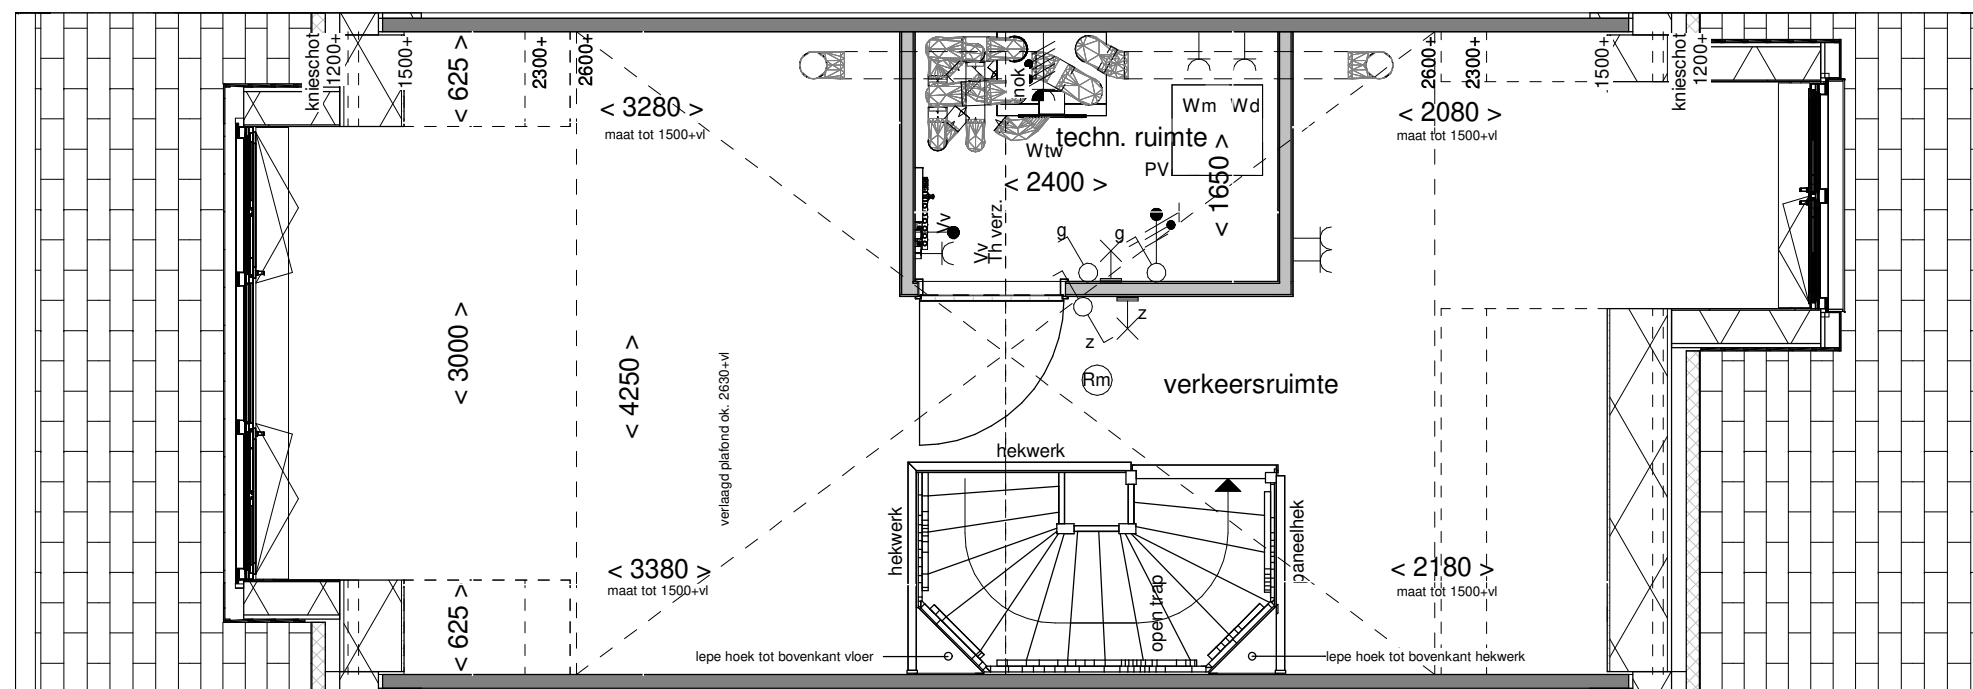 knieschot
1200+
1500+
< 625 >
2300+
2600+
< 3280 >
maat tot 1500+vl
nok
Wm
Wd
techn. ruimte
Wtw
< 2400 >
PV
< 1650 >
Vv
Vv
Th verz.
g
g
2600+
2300+
1500+
knieschot
1200+
< 2080 >
maat tot 1500+vl
< 3000 >
< 4250 >
verlaagd plafond ok. 2630+vl
z
z
Rm
verkeersruimte
hekwerk
hekwerk
paneelhek
open trap
< 3380 >
maat tot 1500+vl
< 2180 >
maat tot 1500+vl
< 625 >
lepe hoek tot bovenkant vloer
lepe hoek tot bovenkant hekwerk